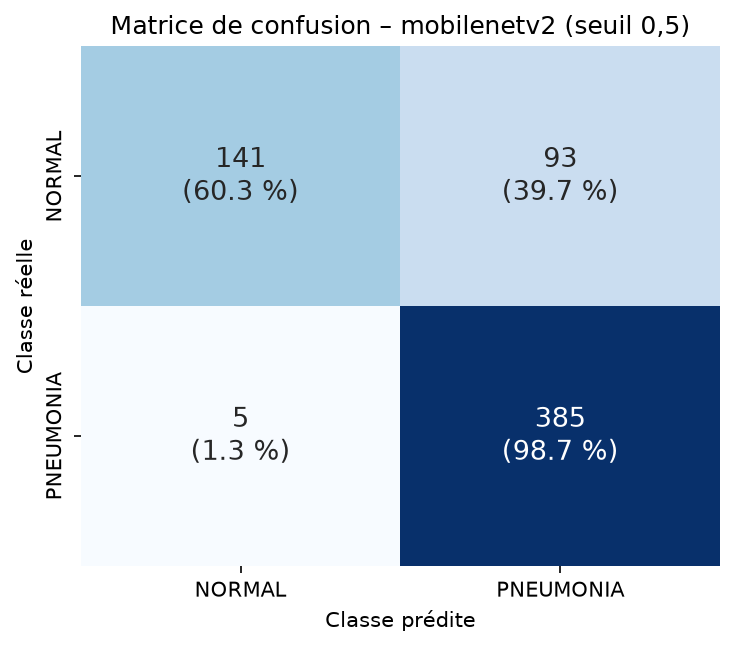 Matrice de confusion – mobilenetv2 (seuil 0,5)
Classe réelle
NORMAL
141
(60.3 %)
93
(39.7 %)
PNEUMONIA
5
(1.3 %)
385
(98.7 %)
NORMAL
PNEUMONIA
Classe prédite